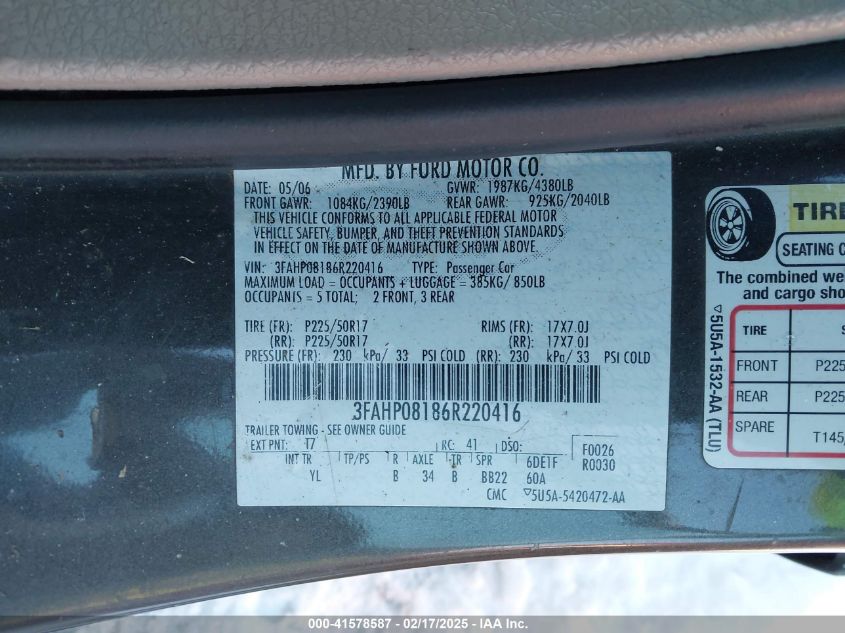 MFD. BY FORD MOTOR CO.
DATE: 05/06 GVWR: 1987KG/4380LB
FRONT GAWR: 1084KG/2390LB REAR GAWR: 925KG/2040LB
THIS VEHICLE CONFORMS TO ALL APPLICABLE FEDERAL MOTOR
VEHICLE SAFETY, BUMPER, AND THEFT PREVENTION STANDARDS
IN EFFECT ON THE DATE OF MANUFACTURE SHOWN ABOVE.
VIN: 3FAHP08186R220416 TYPE: Passenger Car
MAXIMUM LOAD = OCCUPANTS + LUGGAGE = 385KG/ 850LB
OCCUPANTS = 5 TOTAL; 2 FRONT, 3 REAR
TIRE (FR): P225/50R17 RIMS (FR): 17X7.0J
(RR): P225/50R17 (RR): 17X7.0J
PRESSURE (FR): 230 kPa/ 33 PSI COLD (RR): 230 kPa/ 33 PSI COLD
3FAHP08186R220416
TRAILER TOWING - SEE OWNER GUIDE
EXT PNT: T7 RC: 41 DSO: F0026
INT TR TP/PS R AXLE TR SPR 6DE1F R0030
YL B 34 B BB22 60A
CMC ▽5U5A-5420472-AA
TIRE
SEATING C
The combined we
and cargo sho
TIRE S
FRONT P225
REAR P225
SPARE T145
▽5U5A-1532-AA (TLU)
000-41578587 - 02/17/2025 - IAA Inc.